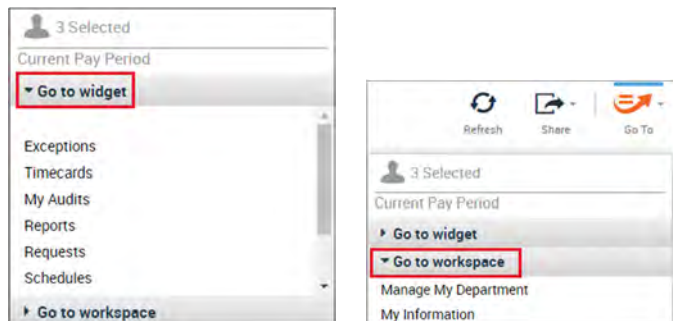 3 Selected
Current Pay Period
Go to widget
Exceptions
Timecards
My Audits
Reports
Requests
Schedules
Go to workspace
Refresh Share Go To
3 Selected
Current Pay Period
Go to widget
Go to workspace
Manage My Department
My Information